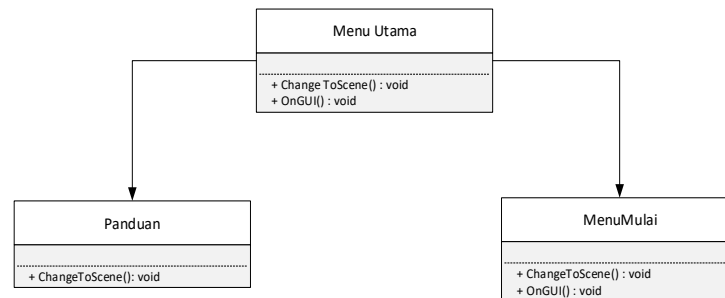 Menu Utama
+ Change ToScene() : void
+ OnGUI() : void
Panduan
+ ChangeToScene(): void
MenuMulai
+ ChangeToScene() : void
+ OnGUI() : void